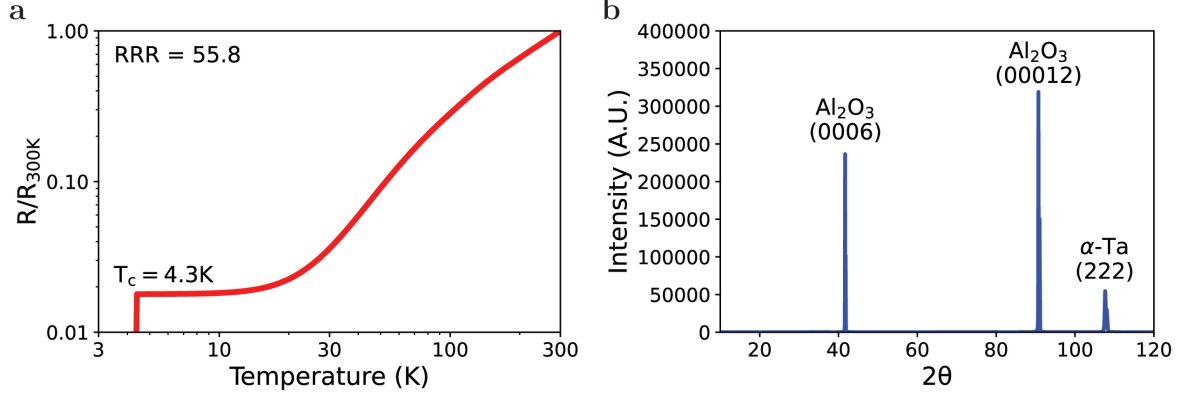 a
1.00
0.10
0.01
R/R300K
RRR = 55.8
Tc = 4.3K
3
10
30
100
300
Temperature (K)
b
400000
350000
300000
250000
200000
150000
100000
50000
0
Intensity (A.U.)
Al2O3
(0006)
Al2O3
(00012)
α-Ta
(222)
20
40
60
80
100
120
2θ